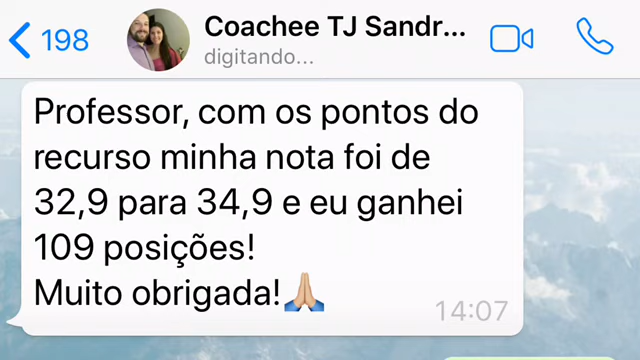 198
Coachee TJ Sandr...
digitando...
Professor, com os pontos do
recurso minha nota foi de
32,9 para 34,9 e eu ganhei
109 posições!
Muito obrigada!🙏🏼
14:07